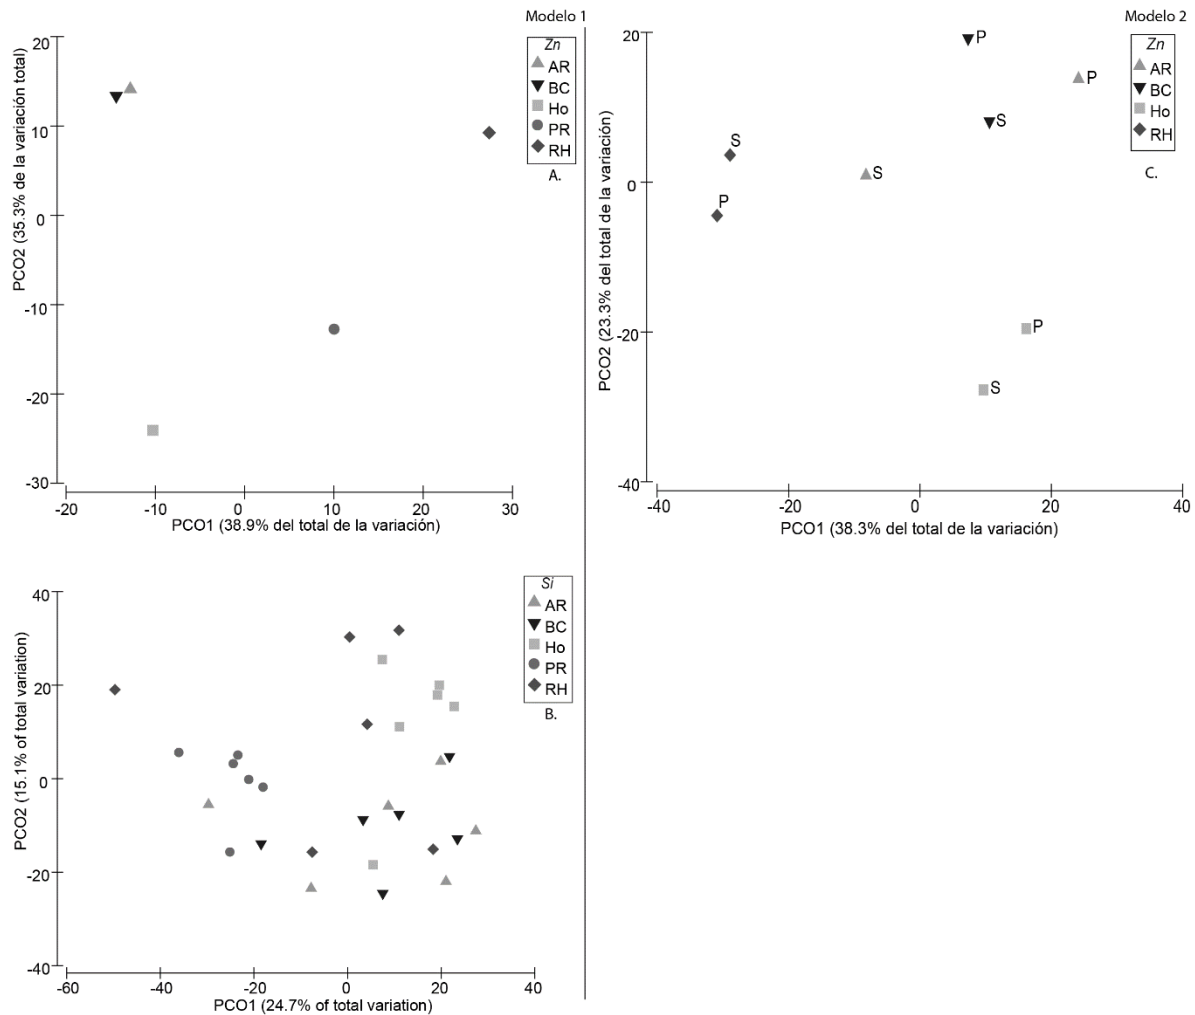 Modelo 1
Zn
AR
BC
Ho
PR
RH
A.
PCO2 (35.3% de la variación total)
20
10
0
-10
-20
-30
-20
-10
0
10
20
30
PCO1 (38.9% del total de la variación)
Si
AR
BC
Ho
PR
RH
B.
PCO2 (15.1% of total variation)
40
20
0
-20
-40
-60
-40
-20
0
20
40
PCO1 (24.7% of total variation)
Modelo 2
Zn
AR
BC
Ho
RH
C.
PCO2 (23.3% del total de la variación)
20
0
-20
-40
P
P
S
S
S
P
P
S
-40
-20
0
20
40
PCO1 (38.3% del total de la variación)